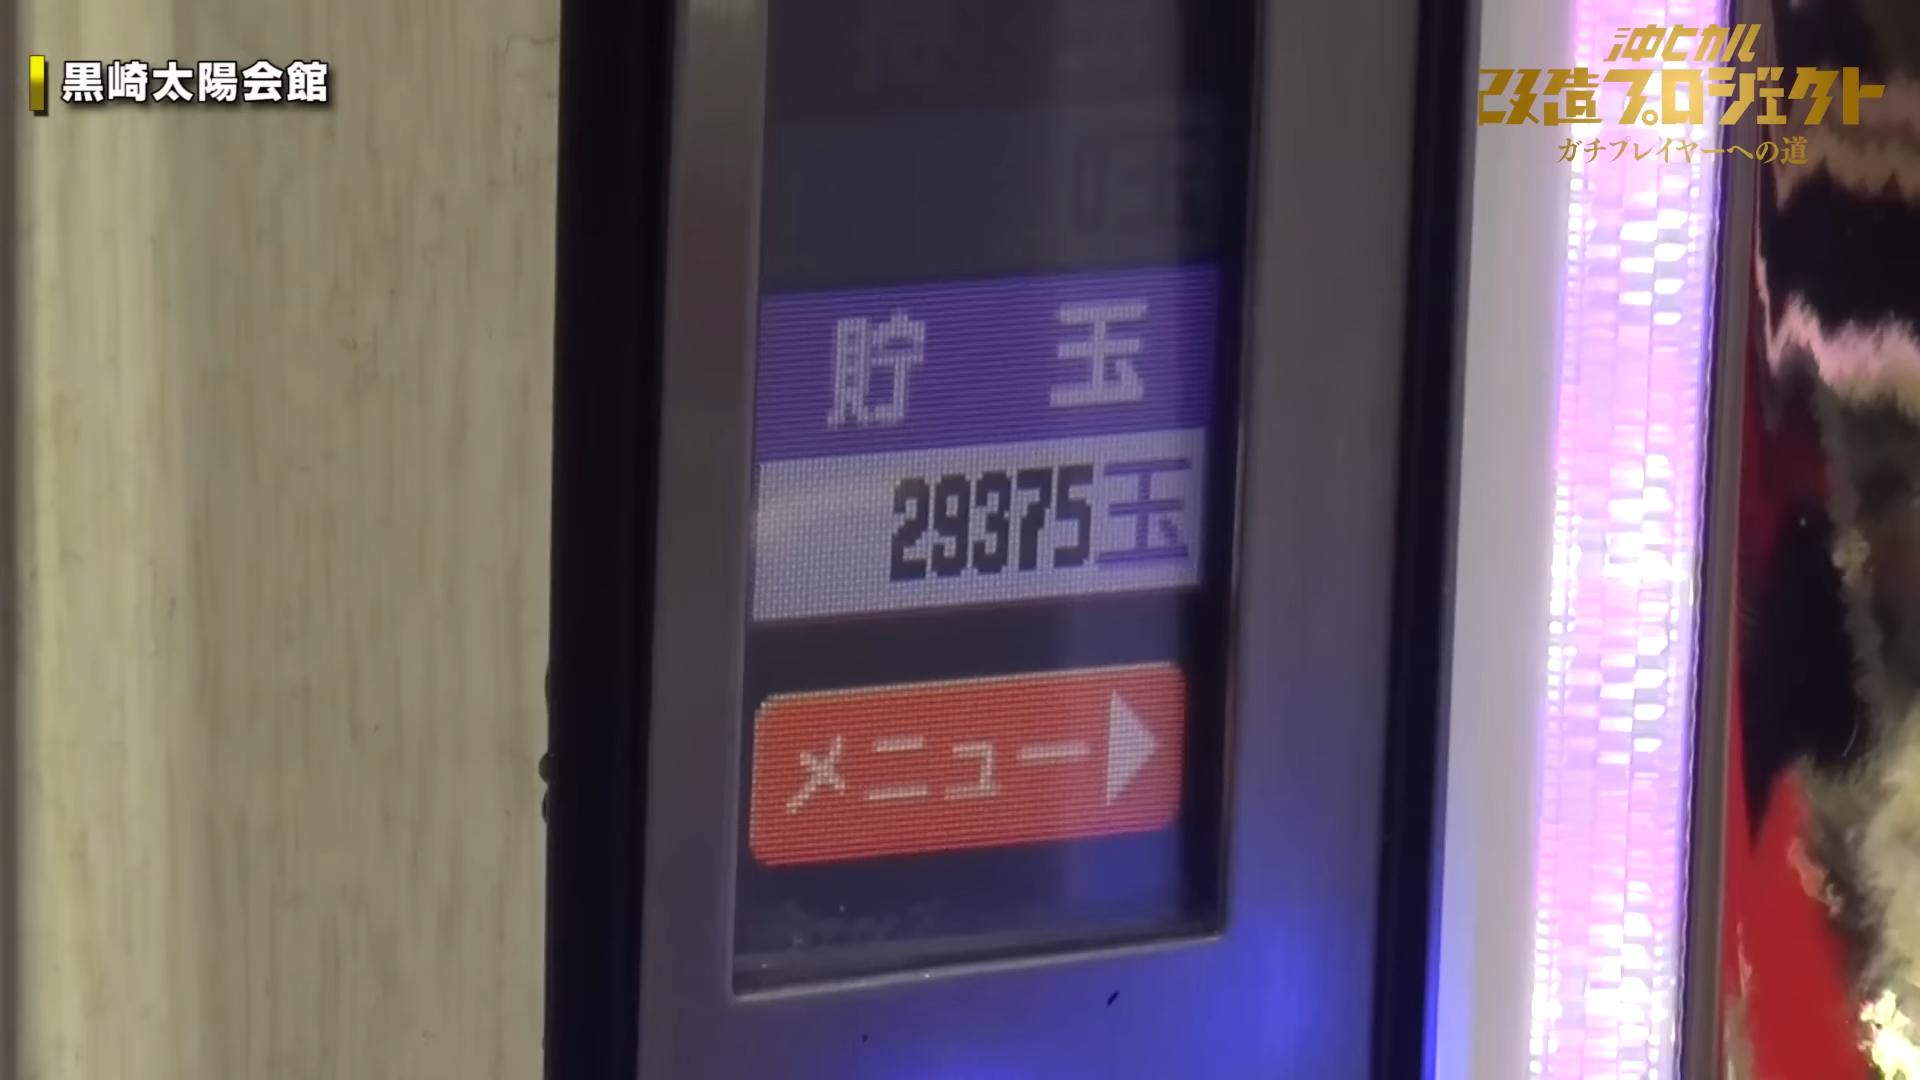 黒崎太陽会館
沖ヒカル
改造プロジェクト
ガチプレイヤーへの道
貯 玉
29375玉
メニュー